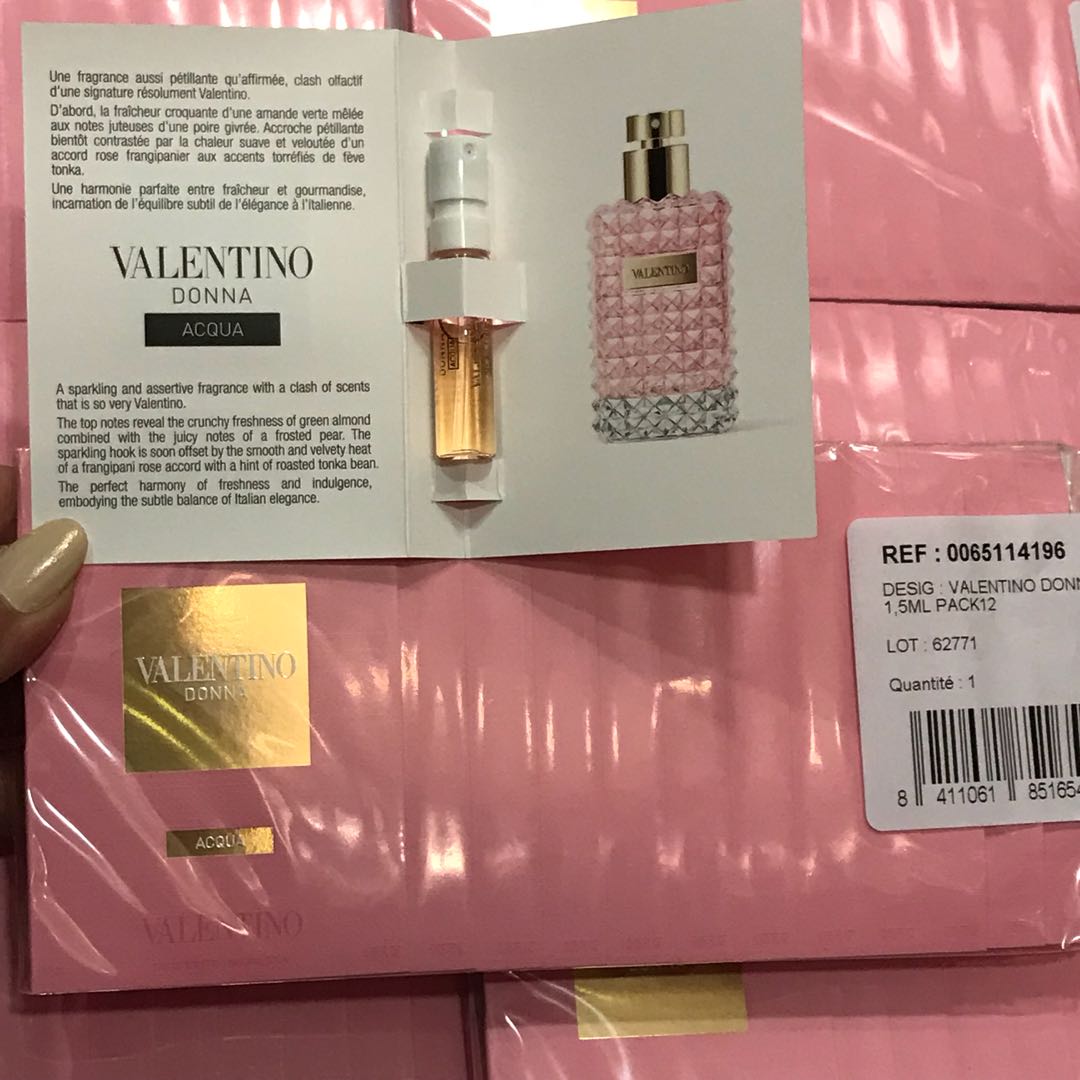 Une fragrance aussi pétillante qu'affirmée, clash olfactif
d'une signature résolument Valentino.
D'abord, la fraîcheur croquante d'une amande verte mêlée
aux notes juteuses d'une poire givrée. Accroche pétillante
bientôt contrastée par la chaleur suave et veloutée d'un
accord rose frangipanier aux accents torréfiés de fève
tonka.
Une harmonie parfaite entre fraîcheur et gourmandise,
incarnation de l'équilibre subtil de l'élégance à l'italienne.
VALENTINO
DONNA
ACQUA
A sparkling and assertive fragrance with a clash of scents
that is so very Valentino.
The top notes reveal the crunchy freshness of green almond
combined with the juicy notes of a frosted pear. The
sparkling hook is soon offset by the smooth and velvety heat
of a frangipani rose accord with a hint of roasted tonka bean.
The perfect harmony of freshness and indulgence,
embodying the subtle balance of Italian elegance.
ACQUA
VALENTINO
REF : 0065114196
DESIG : VALENTINO DONN
1,5ML PACK12
LOT : 62771
Quantité : 1
8 411061 851654
VALENTINO
DONNA
ACQUA
VALENTINO